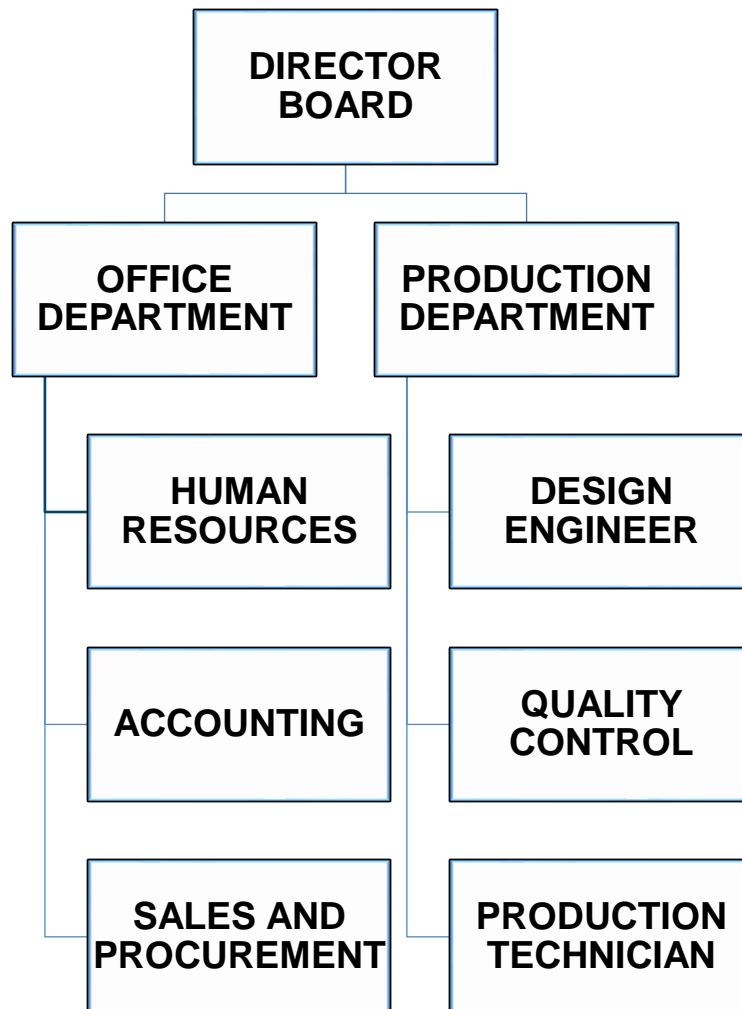 DIRECTOR
BOARD
OFFICE
DEPARTMENT
PRODUCTION
DEPARTMENT
HUMAN
RESOURCES
DESIGN
ENGINEER
ACCOUNTING
QUALITY
CONTROL
SALES AND
PROCUREMENT
PRODUCTION
TECHNICIAN